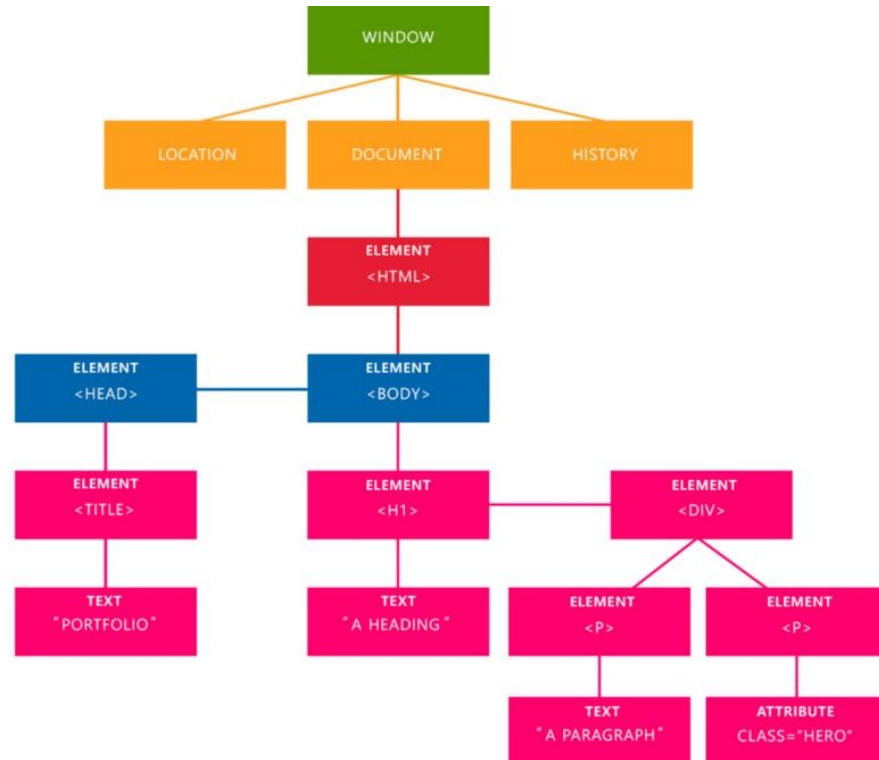 WINDOW
LOCATION
DOCUMENT
HISTORY
ELEMENT
<HTML>
ELEMENT
<HEAD>
ELEMENT
<BODY>
ELEMENT
<TITLE>
ELEMENT
<H1>
ELEMENT
<DIV>
TEXT
"PORTFOLIO"
TEXT
"A HEADING"
ELEMENT
<P>
ELEMENT
<P>
TEXT
"A PARAGRAPH"
ATTRIBUTE
CLASS="HERO"